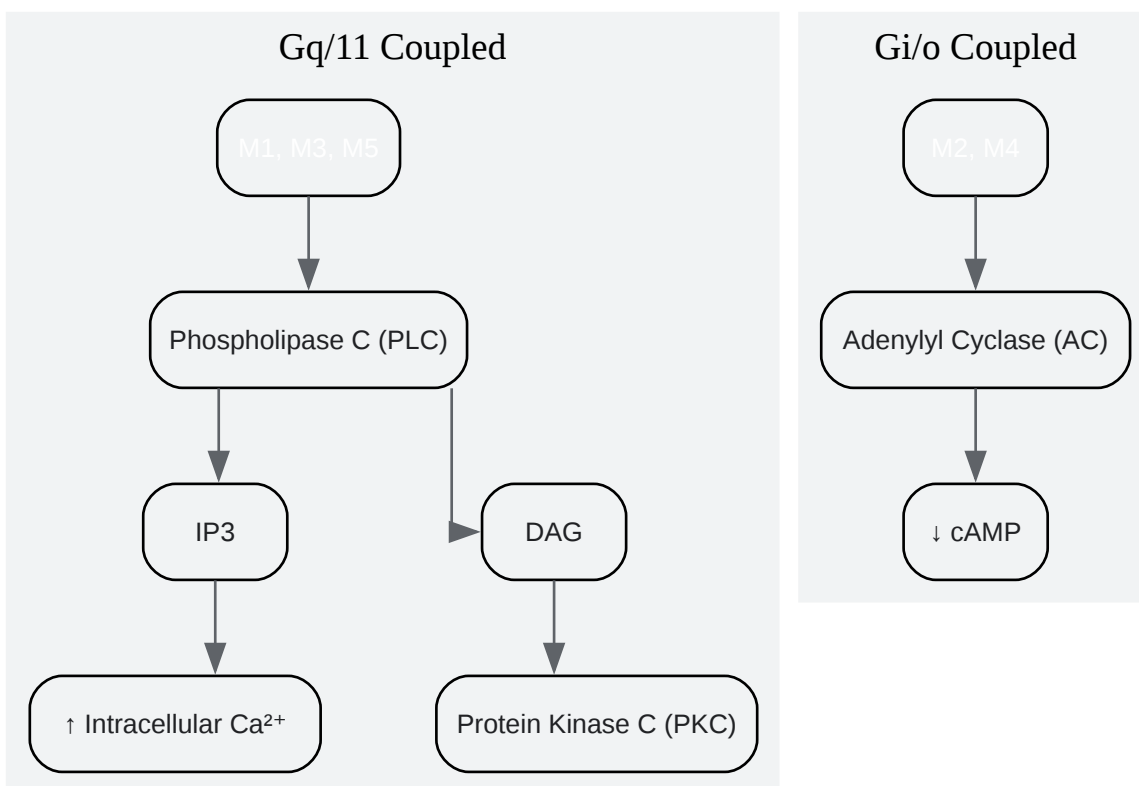 Gq/11 Coupled
M1, M3, M5
Phospholipase C (PLC)
IP3
DAG
↑ Intracellular Ca²⁺
Protein Kinase C (PKC)
Gi/o Coupled
M2, M4
Adenylyl Cyclase (AC)
↓ cAMP